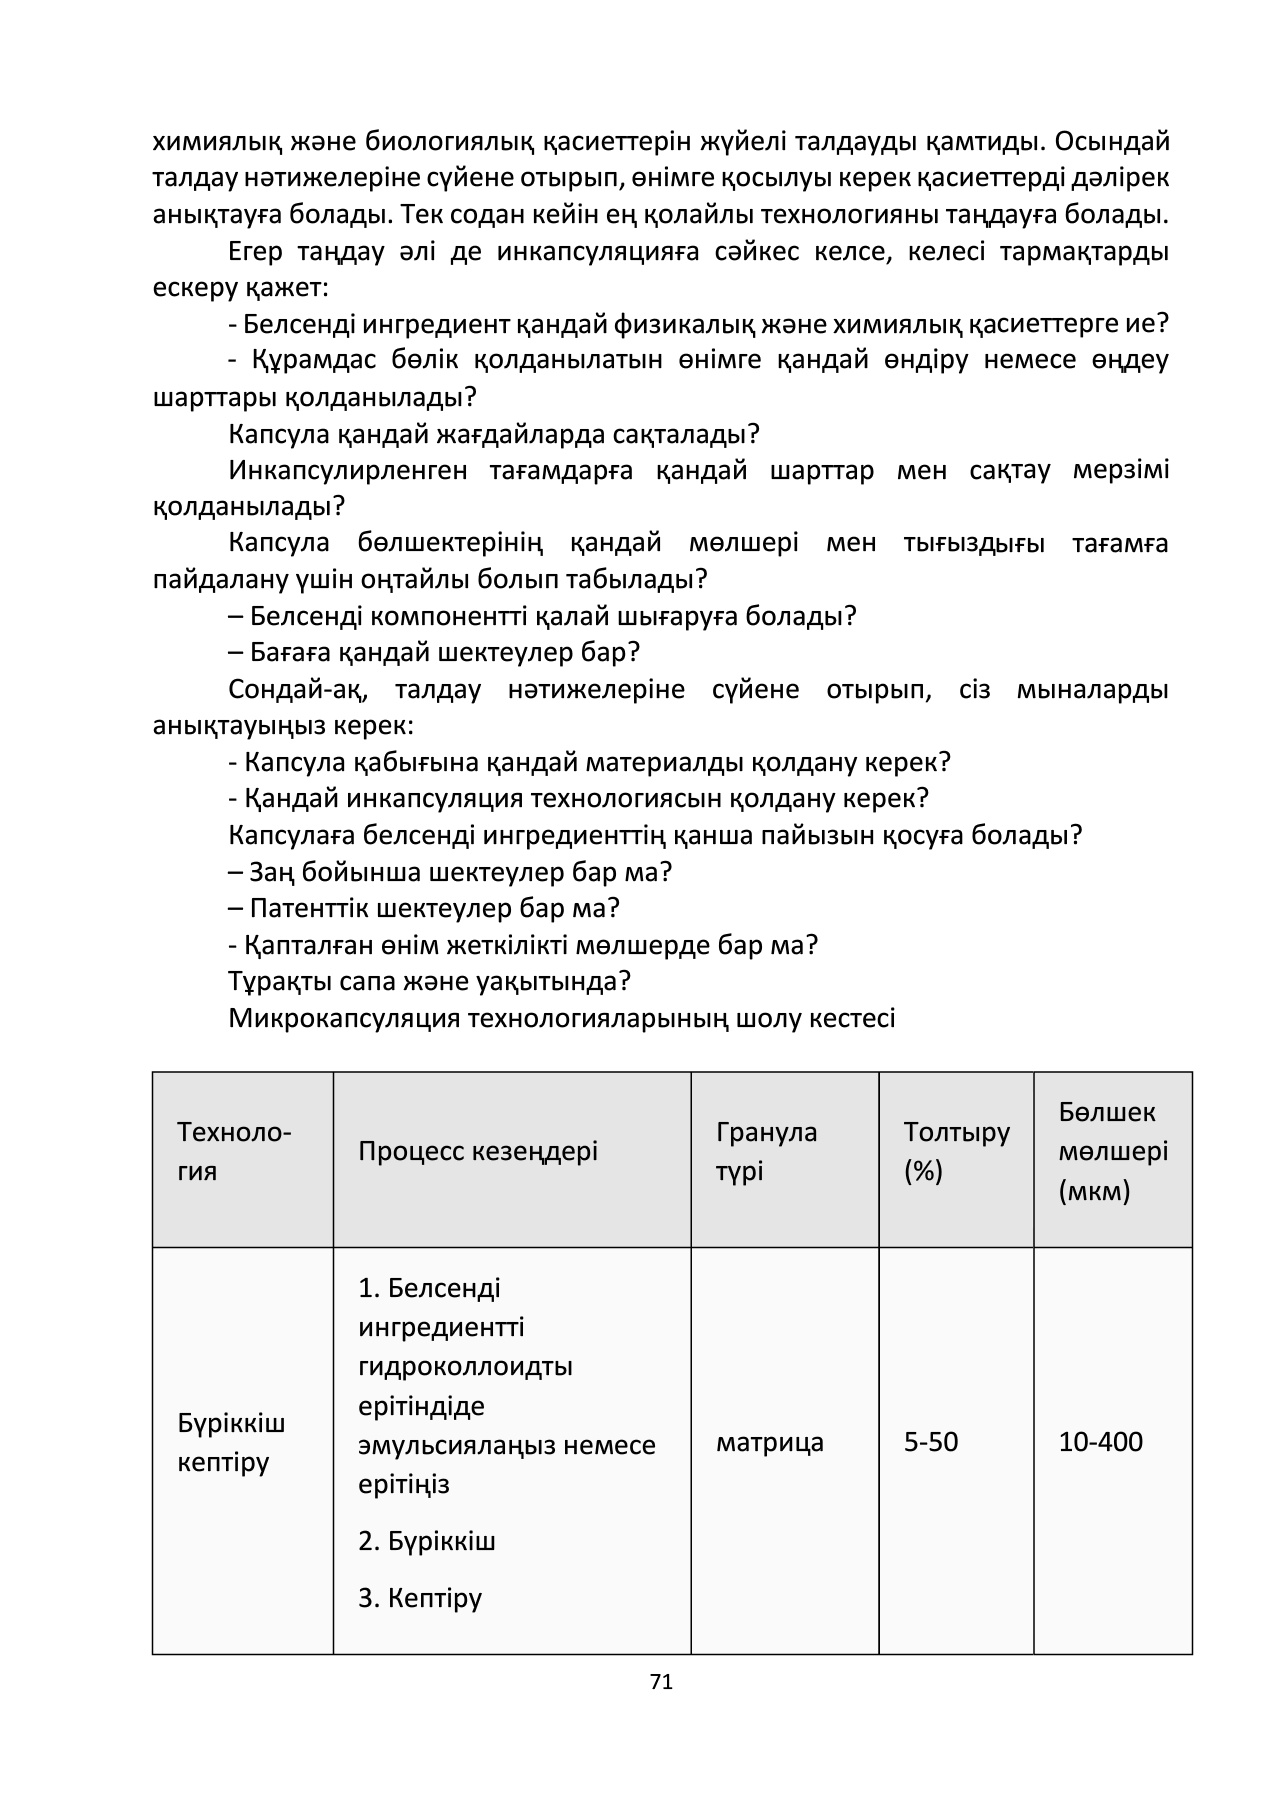 химиялық және биологиялық қасиеттерін жүйелі талдауды қамтиды. Осындай
талдау нәтижелеріне сүйене отырып, өнімге қосылуы керек қасиеттерді дәлірек
анықтауға болады. Тек содан кейін ең қолайлы технологияны таңдауға болады.
Егер таңдау әлі де инкапсуляцияға сәйкес келсе, келесі тармақтарды
ескеру қажет:
- Белсенді ингредиент қандай физикалық және химиялық қасиеттерге ие?
- Құрамдас бөлік қолданылатын өнімге қандай өндіру немесе өңдеу
шарттары қолданылады?
Капсула қандай жағдайларда сақталады?
Инкапсулирленген тағамдарға қандай шарттар мен сақтау мерзімі
қолданылады?
Капсула бөлшектерінің қандай мөлшері мен тығыздығы тағамға
пайдалану үшін оңтайлы болып табылады?
– Белсенді компонентті қалай шығаруға болады?
– Бағаға қандай шектеулер бар?
Сондай-ақ, талдау нәтижелеріне сүйене отырып, сіз мыналарды
анықтауыңыз керек:
- Капсула қабығына қандай материалды қолдану керек?
- Қандай инкапсуляция технологиясын қолдану керек?
Капсулаға белсенді ингредиенттің қанша пайызын қосуға болады?
– Заң бойынша шектеулер бар ма?
– Патенттік шектеулер бар ма?
- Қапталған өнім жеткілікті мөлшерде бар ма?
Тұрақты сапа және уақытында?
Микрокапсуляция технологияларының шолу кестесі
Техноло-
гия
Процесс кезеңдері
Гранула
түрі
Толтыру
(%)
Бөлшек
мөлшері
(мкм)
Бүріккіш
кептіру
1. Белсенді
ингредиентті
гидроколлоидты
ерітіндіде
эмульсиялаңыз немесе
ерітіңіз
2. Бүріккіш
3. Кептіру
матрица
5-50
10-400
71